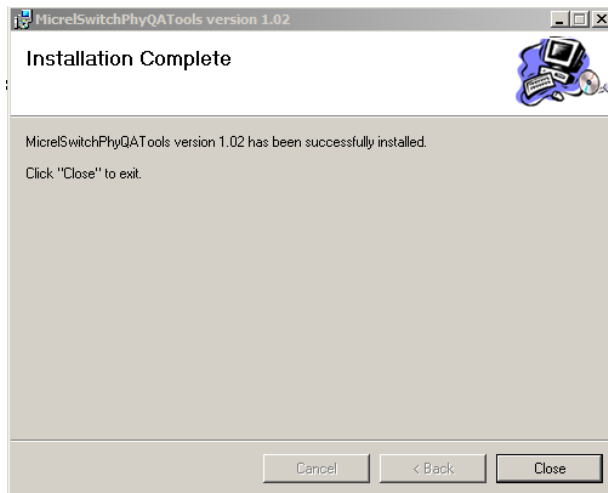 MicrelSwitchPhyQATools version 1.02
Installation Complete
MicrelSwitchPhyQATools version 1.02 has been successfully installed.
Click "Close" to exit.
Cancel
< Back
Close